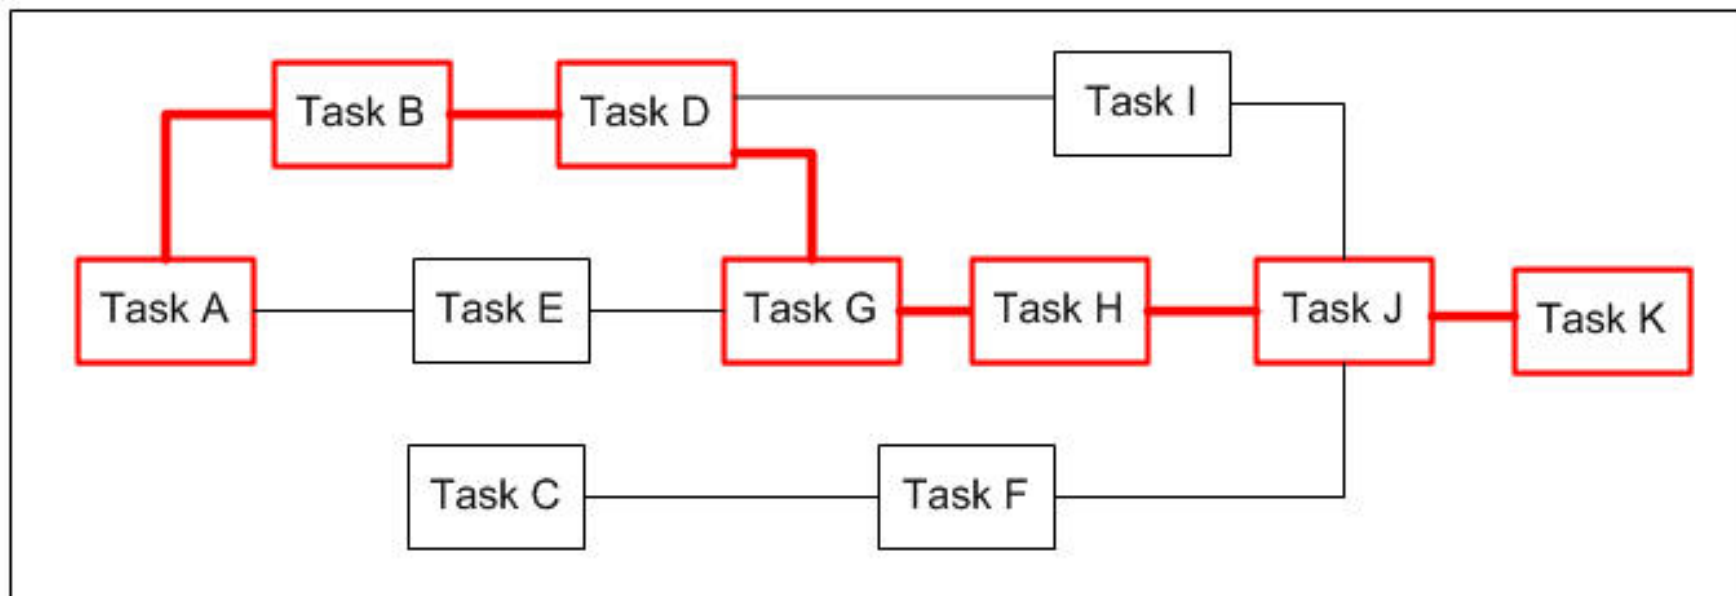 Task B
Task D
Task I
Task A
Task E
Task G
Task H
Task J
Task K
Task C
Task F